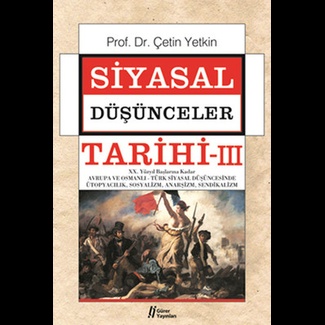 Prof. Dr. Çetin Yetkin
SİYASAL
DÜŞÜNCELER
TARİHİ-III
XX. Yüzyıl Başlarına Kadar
AVRUPA VE OSMANLI - TÜRK SİYASAL DÜŞÜNCESİNDE
ÜTOPYACILIK, SOSYALİZM, ANARŞİZM, SENDİKALİZM
Gürer
Yayınları